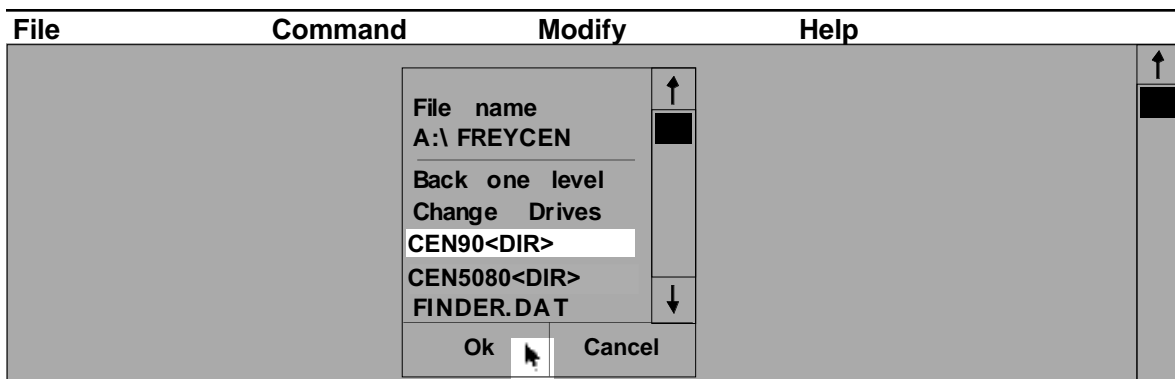 File Command Modify Help
File name
A:\ FREYCEN
Back one level
Change Drives
CEN90<DIR>
CEN5080<DIR>
FINDER.DAT
Ok Cancel